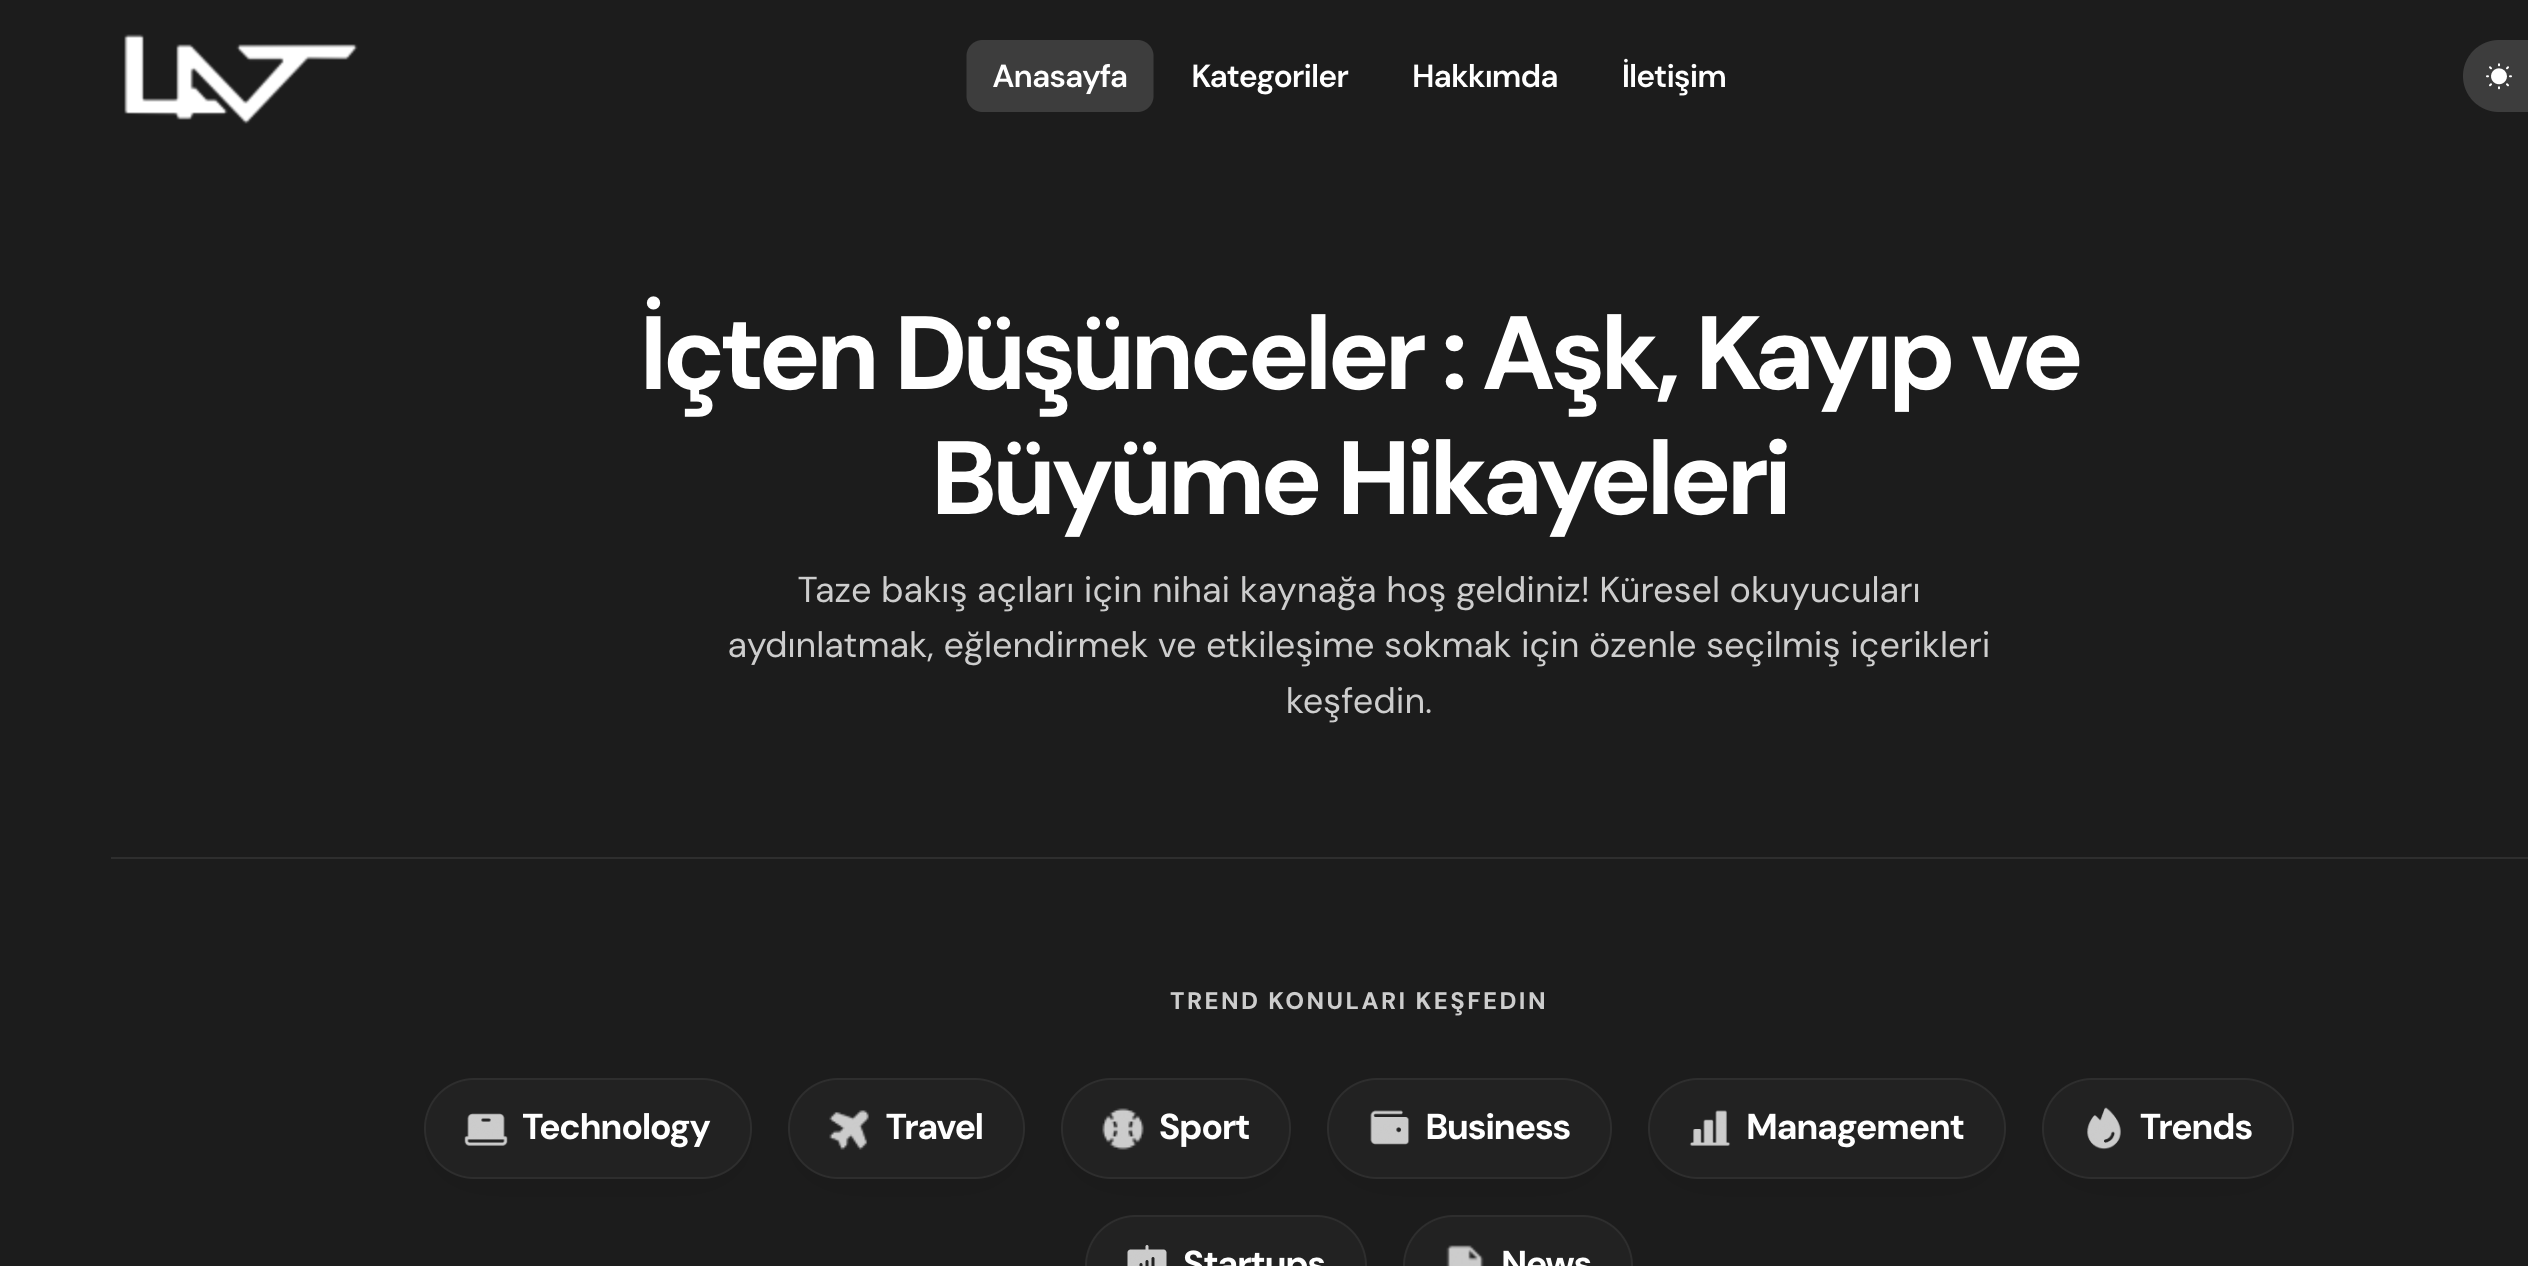 LAVT
Anasayfa Kategoriler Hakkımda İletişim
İçten Düşünceler : Aşk, Kayıp ve
Büyüme Hikayeleri
Taze bakış açıları için nihai kaynağa hoş geldiniz! Küresel okuyucuları
aydınlatmak, eğlendirmek ve etkileşime sokmak için özenle seçilmiş içerikleri
keşfedin.
TREND KONULARI KEŞFEDIN
Technology Travel Sport Business Management Trends
Startups News